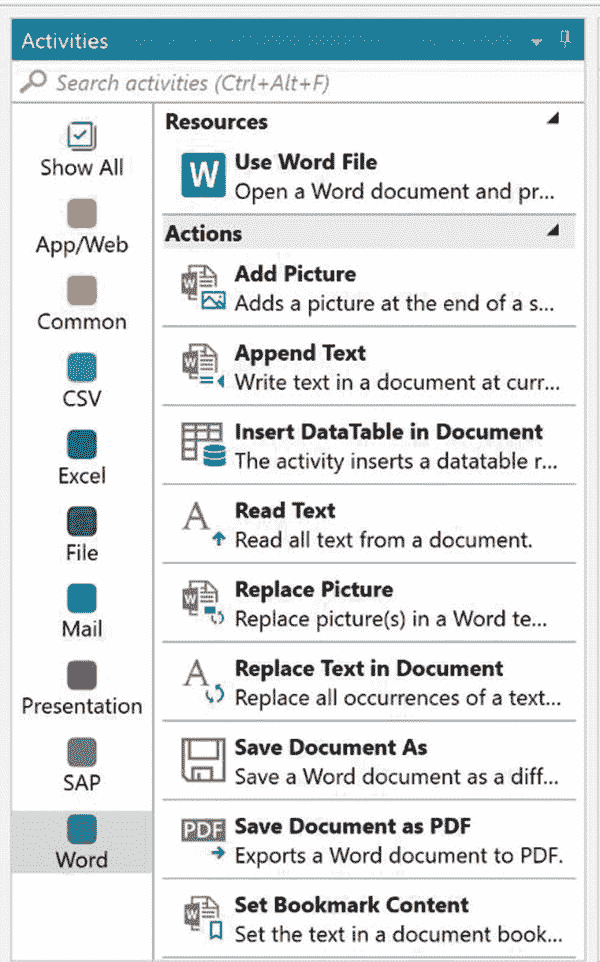 Activities
Search activities (Ctrl+Alt+F)
Show All
App/Web
Common
CSV
Excel
File
Mail
Presentation
SAP
Word
Resources
W
Use Word File
Open a Word document and pr...
Actions
Add Picture
Adds a picture at the end of a s...
Append Text
Write text in a document at curr...
Insert DataTable in Document
The activity inserts a datatable r...
Read Text
Read all text from a document.
Replace Picture
Replace picture(s) in a Word te...
Replace Text in Document
Replace all occurrences of a text...
Save Document As
Save a Word document as a diff...
PDF
Save Document as PDF
Exports a Word document to PDF.
Set Bookmark Content
Set the text in a document book...